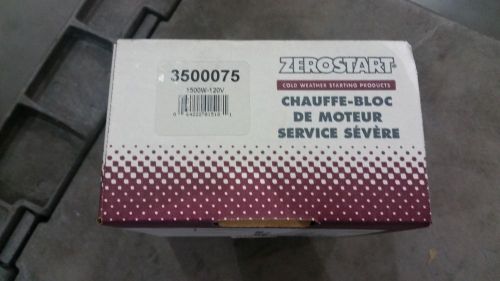 3500075
1500W-120V
ZEROSTART®
COLD WEATHER STARTING PRODUCTS
CHAUFFE-BLOC
DE MOTEUR
SERVICE SÉVÈRE